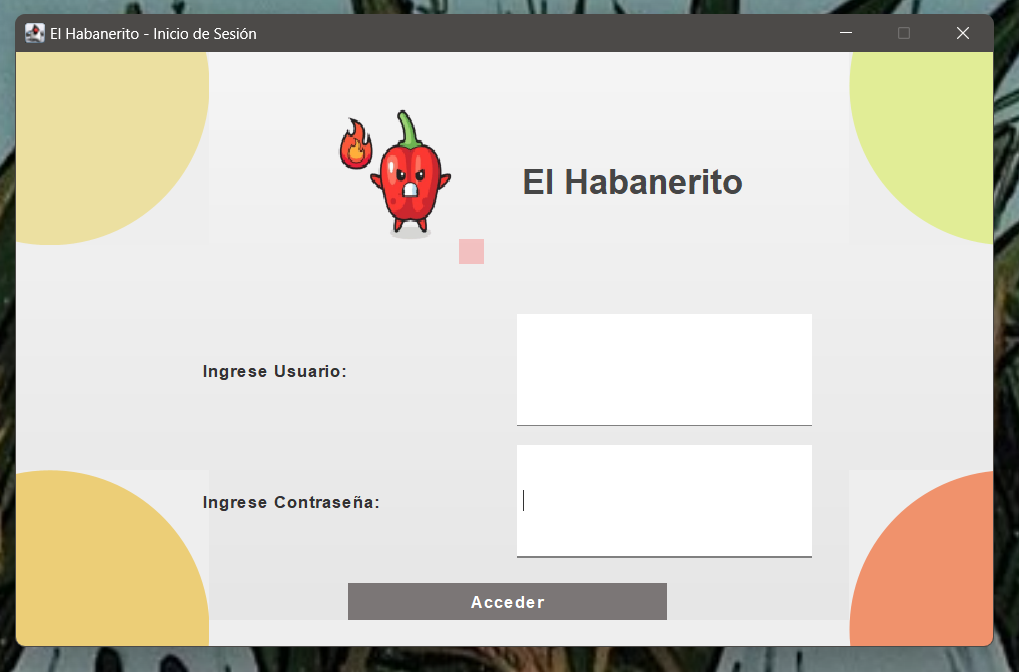 El Habanerito - Inicio de Sesión
El Habanerito
Ingrese Usuario:
Ingrese Contraseña:
Acceder